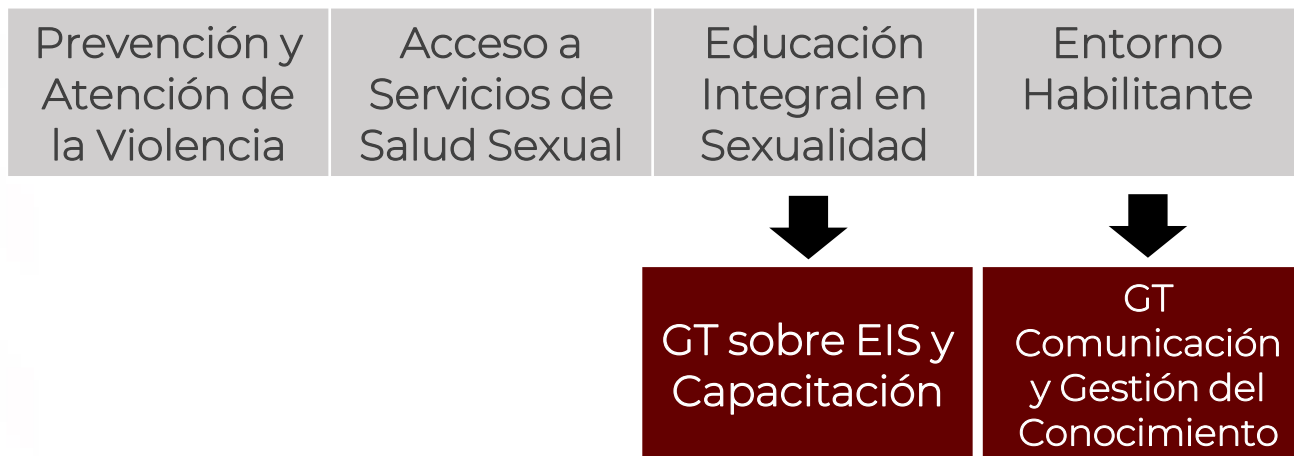 Prevención y
Atención de
la Violencia
Acceso a
Servicios de
Salud Sexual
Educación
Integral en
Sexualidad
Entorno
Habilitante
GT sobre EIS y
Capacitación
GT
Comunicación
y Gestión del
Conocimiento